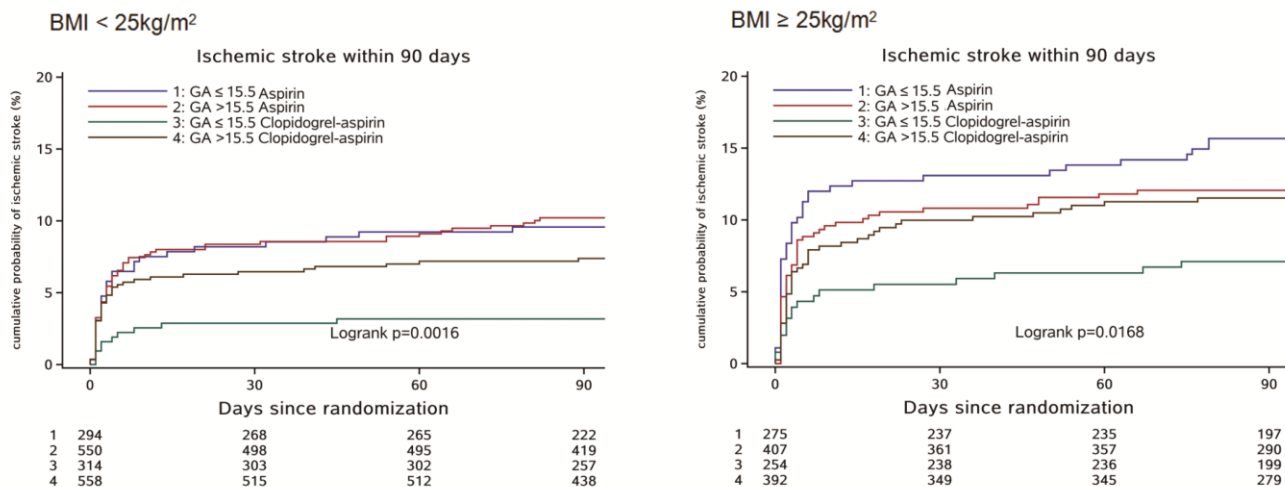 BMI < 25kg/m²
Ischemic stroke within 90 days
cumulative probability of ischemic stroke (%)
20
15
10
5
0
1: GA ≤ 15.5 Aspirin
2: GA >15.5 Aspirin
3: GA ≤ 15.5 Clopidogrel-aspirin
4: GA >15.5 Clopidogrel-aspirin
Logrank p=0.0016
0 30 60 90
Days since randomization
1 294 268 265 222
2 550 498 495 419
3 314 303 302 257
4 558 515 512 438
BMI ≥ 25kg/m²
Ischemic stroke within 90 days
cumulative probability of ischemic stroke (%)
20
15
10
5
0
1: GA ≤ 15.5 Aspirin
2: GA >15.5 Aspirin
3: GA ≤ 15.5 Clopidogrel-aspirin
4: GA >15.5 Clopidogrel-aspirin
Logrank p=0.0168
0 30 60 90
Days since randomization
1 275 237 235 197
2 407 361 357 290
3 254 238 236 199
4 392 349 345 279